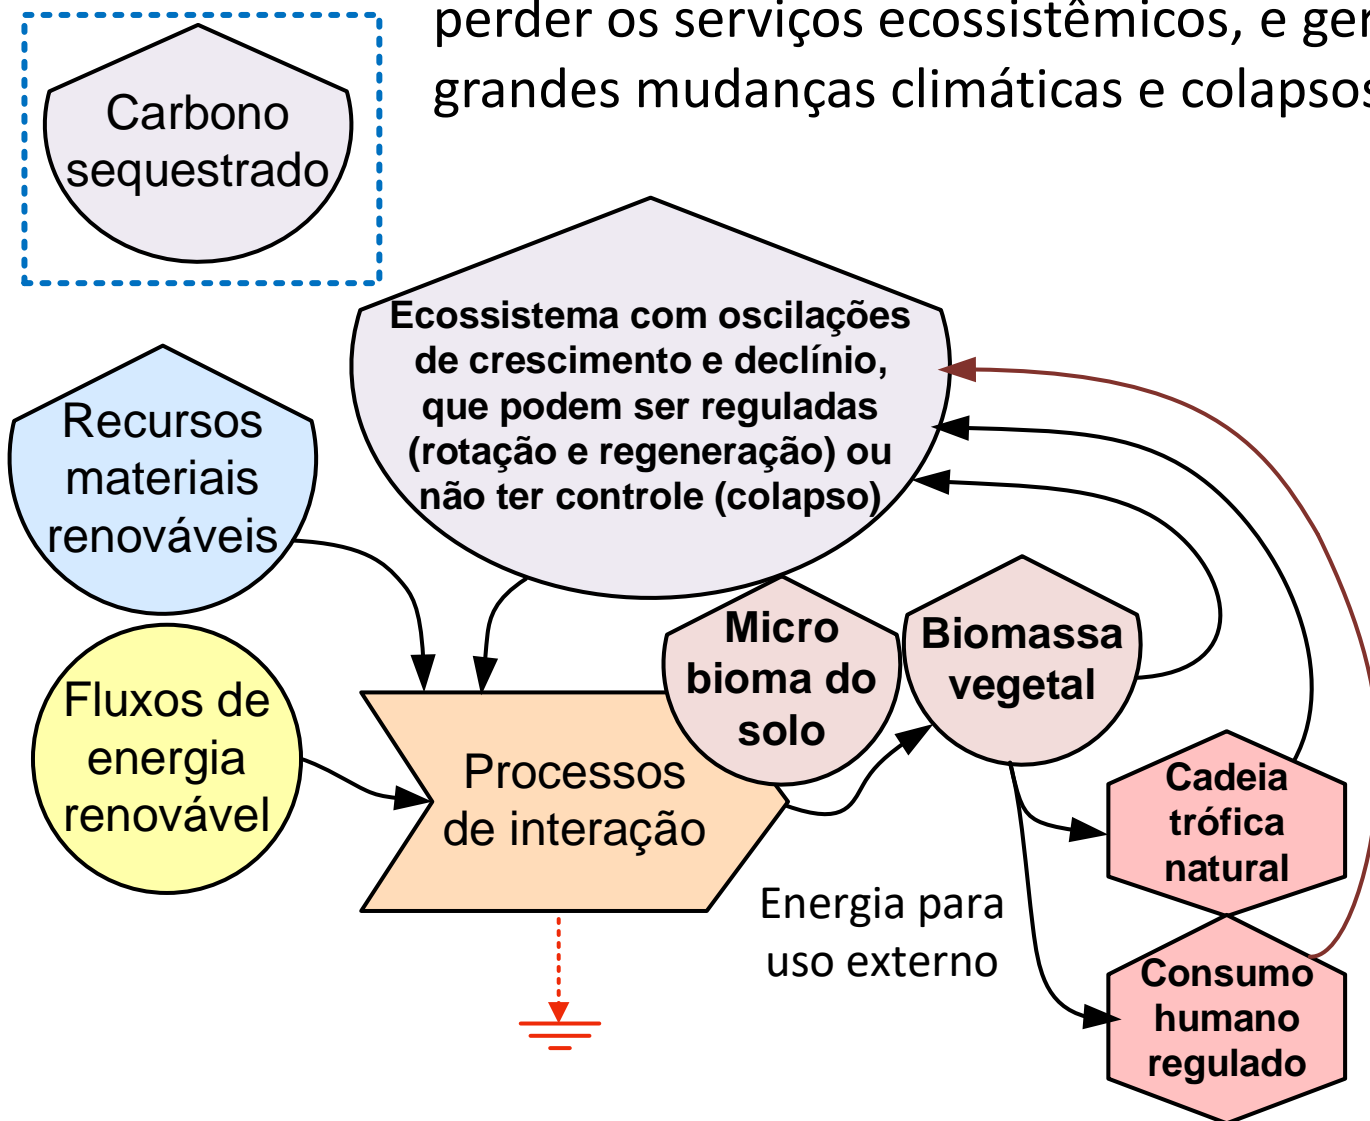 perder os serviços ecossistêmicos, e ger
grandes mudanças climáticas e colapsos
Carbono
sequestrado
Ecossistema com oscilações
de crescimento e declínio,
que podem ser reguladas
(rotação e regeneração) ou
não ter controle (colapso)
Recursos
materiais
renováveis
Fluxos de
energia
renovável
Processos
de interação
Micro
bioma do
solo
Biomassa
vegetal
Cadeia
trófica
natural
Energia para
uso externo
Consumo
humano
regulado